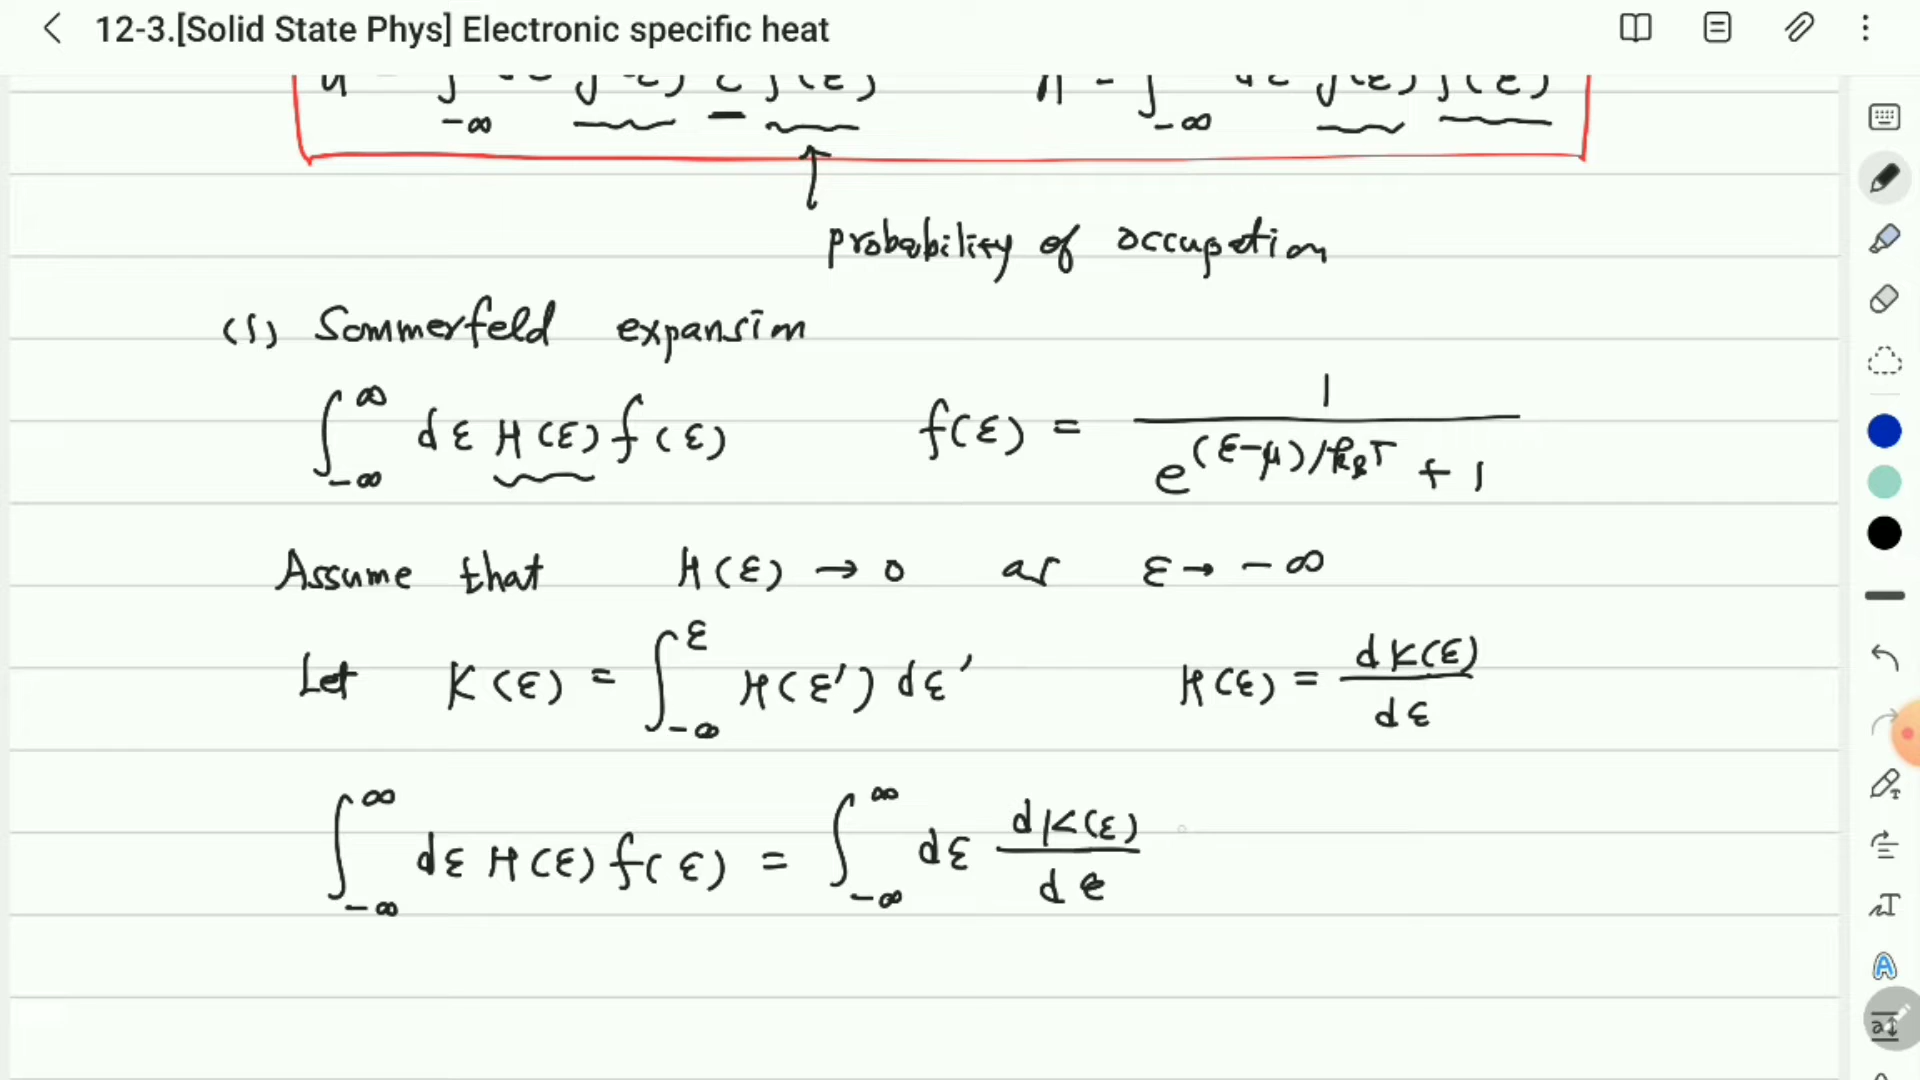 12-3.[Solid State Phys] Electronic specific heat
-∞ -∞
probability of occupation
(1) Sommerfeld expansion
∫_{-∞}^{∞} dε H(ε) f(ε) f(ε) = 1 / (e^{(ε-μ)/k_BT} + 1)
Assume that H(ε) → 0 as ε → -∞
Let K(ε) = ∫_{-∞}^{ε} H(ε') dε' H(ε) = dK(ε)/dε
∫_{-∞}^{∞} dε H(ε) f(ε) = ∫_{-∞}^{∞} dε dK(ε)/dε